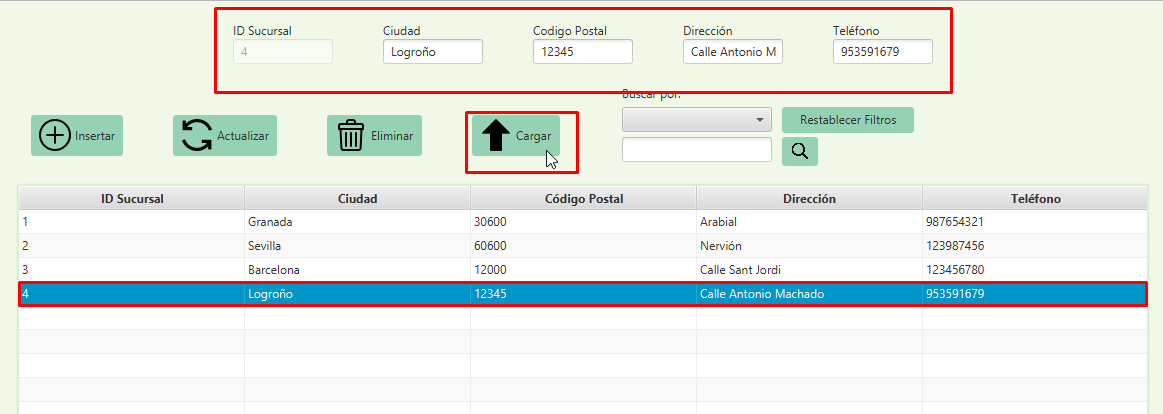 ID Sucursal Ciudad Codigo Postal Dirección Teléfono
4 Logroño 12345 Calle Antonio M 953591679
Buscar por:
Insertar Actualizar Eliminar Cargar Restablecer Filtros
ID Sucursal Ciudad Código Postal Dirección Teléfono
1 Granada 30600 Arabial 987654321
2 Sevilla 60600 Nervión 123987456
3 Barcelona 12000 Calle Sant Jordi 123456780
4 Logroño 12345 Calle Antonio Machado 953591679